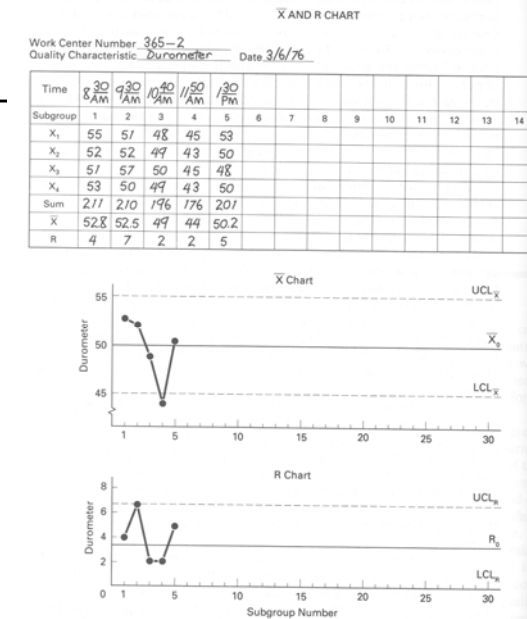 X̄ AND R CHART
Work Center Number 365-2
Quality Characteristic Durometer Date 3/6/76
Time 8 30 AM 9 30 AM 10 40 AM 11 50 AM 1 30 PM
Subgroup 1 2 3 4 5 6 7 8 9 10 11 12 13 14
X₁ 55 51 48 45 53
X₂ 52 52 49 43 50
X₃ 51 57 50 45 48
X₄ 53 50 49 43 50
Sum 211 210 196 176 201
X̄ 52.8 52.5 49 44 50.2
R 4 7 2 2 5
X̄ Chart
UCL X̄
55
X̄₀
50
Durometer
LCL X̄
45
1 5 10 15 20 25 30
R Chart
8
UCL R
6
Durometer
4
R₀
2
LCL R
0 1 5 10 15 20 25 30
Subgroup Number